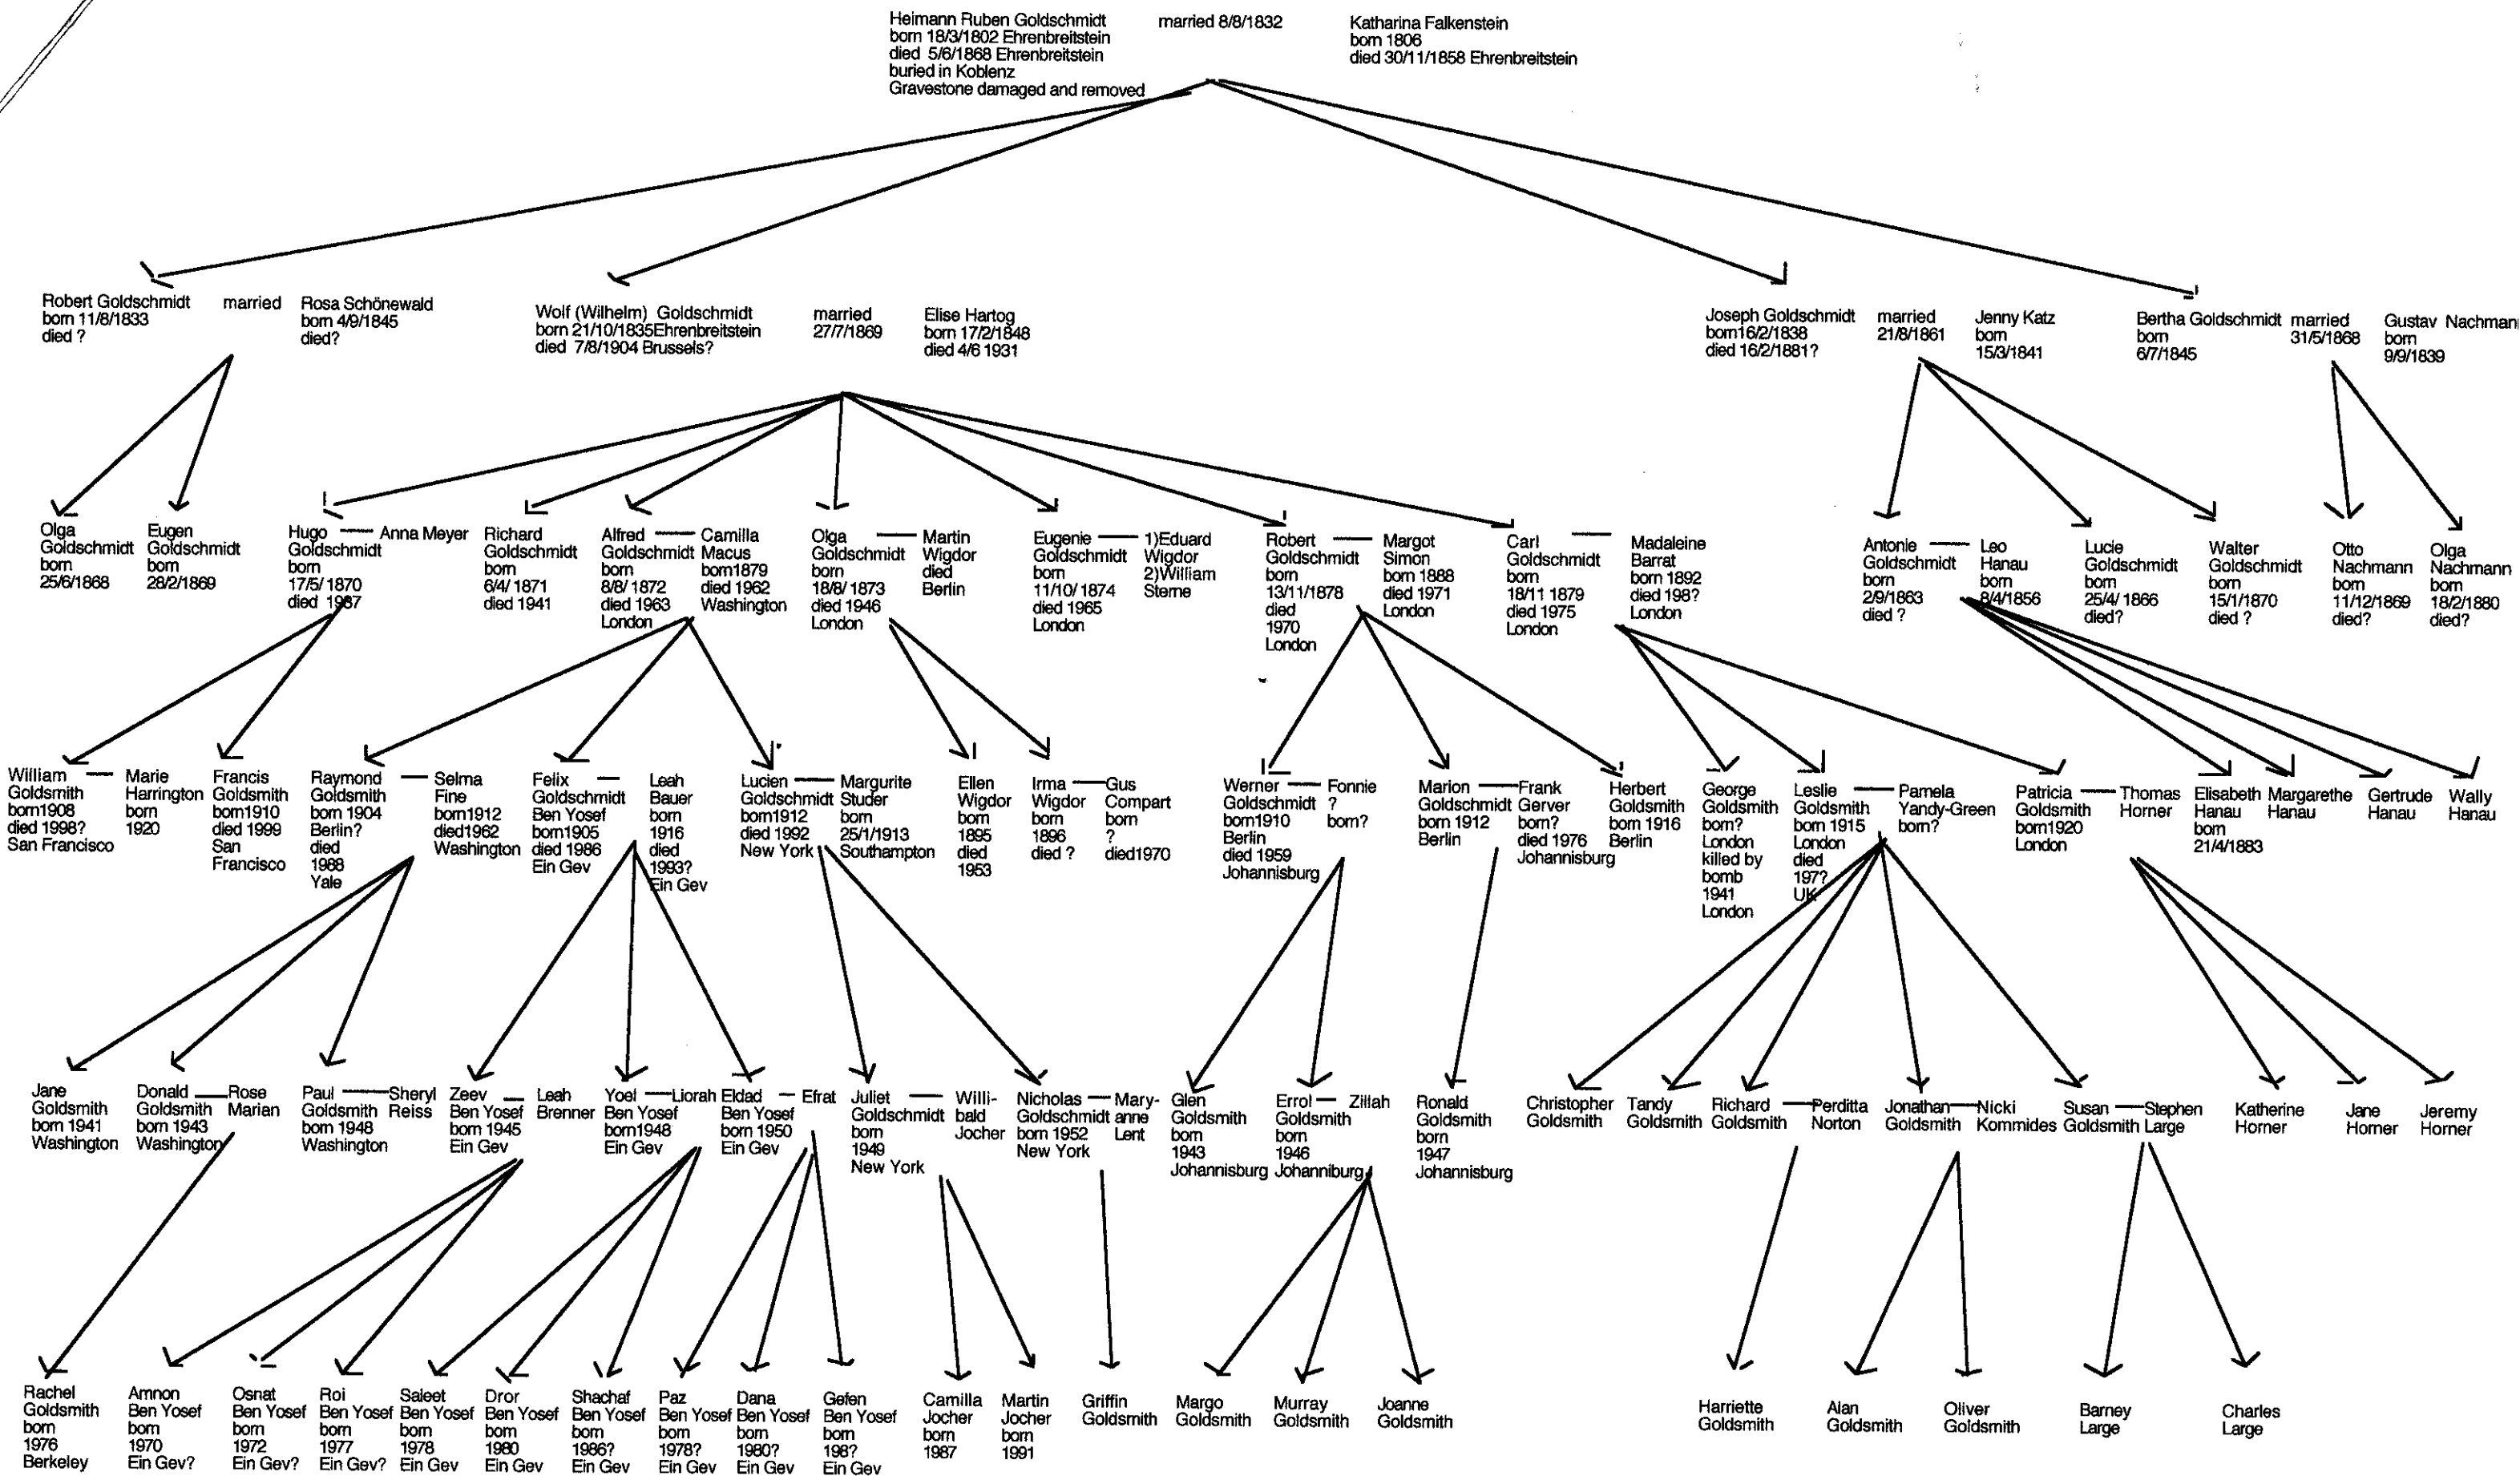 Heimann Ruben Goldschmidt
born 18/3/1802 Ehrenbreitstein
died 5/6/1868 Ehrenbreitstein
buried in Koblenz
Gravestone damaged and removed
married 8/8/1832
Katharina Falkenstein
born 1806
died 30/11/1858 Ehrenbreitstein
Robert Goldschmidt
born 11/8/1833
died ?
married
Rosa Schönewald
born 4/9/1845
died?
Wolf (Wilhelm) Goldschmidt
born 21/10/1835Ehrenbreitstein
died 7/8/1904 Brussels?
married
27/7/1869
Elise Hartog
born 17/2/1848
died 4/6 1931
Joseph Goldschmidt
born16/2/1838
died 16/2/1881?
married
21/8/1861
Jenny Katz
born
15/3/1841
Bertha Goldschmidt
born
6/7/1845
married
31/5/1868
Gustav Nachman
born
9/9/1839
Olga
Goldschmidt
born
25/6/1868
Eugen
Goldschmidt
born
28/2/1869
Hugo
Goldschmidt
born
17/5/ 1870
died 1937
Anna Meyer
Richard
Goldschmidt
born
6/4/ 1871
died 1941
Alfred
Goldschmidt
born
8/8/ 1872
died 1963
London
Camilla
Macus
born1879
died 1962
Washington
Olga
Goldschmidt
born
18/8/ 1873
died 1946
London
Martin
Wigdor
died
Berlin
Eugenie
Goldschmidt
born
11/10/ 1874
died 1965
London
1)Eduard
Wigdor
2)William
Sterne
Robert
Goldschmidt
born
13/11/1878
died
1970
London
Margot
Simon
born 1888
died 1971
London
Carl
Goldschmidt
born
18/11 1879
died 1975
London
Madaleine
Barrat
born 1892
died 198?
London
Antonie
Goldschmidt
born
2/9/1863
died ?
Leo
Hanau
born
8/4/1856
Lucie
Goldschmidt
born
25/4/ 1866
died?
Walter
Goldschmidt
born
15/1/1870
died ?
Otto
Nachmann
born
11/12/1869
died?
Olga
Nachmann
born
18/2/1880
died?
William
Goldsmith
born1908
died 1998?
San Francisco
Marie
Harrington
born
1920
Francis
Goldsmith
born1910
died 1999
San
Francisco
Raymond
Goldsmith
born 1904
Berlin?
died
1988
Yale
Selma
Fine
born1912
died1962
Washington
Felix
Goldschmidt
Ben Yosef
born1905
died 1986
Ein Gev
Leah
Bauer
born
1916
died
1993?
Ein Gev
Lucien
Goldschmidt
born1912
died 1992
New York
Margurite
Studer
born
25/1/1913
Southampton
Ellen
Wigdor
born
1895
died
1953
Irma
Wigdor
born
1896
died ?
Gus
Compart
born
?
died1970
Werner
Goldschmidt
born1910
Berlin
died 1959
Johannisburg
Fonnie
?
born?
Marion
Goldschmidt
born 1912
Berlin
Frank
Gerver
born?
died 1976
Johannisburg
Herbert
Goldsmith
born 1916
Berlin
George
Goldsmith
born?
London
killed by
bomb
1941
London
Leslie
Goldsmith
born 1915
London
died
197?
UK
Pamela
Yandy-Green
born?
Patricia
Goldsmith
born1920
London
Thomas
Horner
Elisabeth
Hanau
born
21/4/1883
Margarethe
Hanau
Gertrude
Hanau
Wally
Hanau
Jane
Goldsmith
born 1941
Washington
Donald
Goldsmith
born 1943
Washington
Rose
Marian
Paul
Goldsmith
born 1948
Washington
Sheryl
Reiss
Zeev
Ben Yosef
born 1945
Ein Gev
Leah
Brenner
Yoel
Ben Yosef
born1948
Ein Gev
Liorah
Eldad
Ben Yosef
born 1950
Ein Gev
Efrat
Juliet
Goldschmidt
born
1949
New York
Willi-
bald
Jocher
Nicholas
Goldschmidt
born 1952
New York
Mary-
anne
Lent
Glen
Goldsmith
born
1943
Johannisburg
Errol
Goldsmith
born
1946
Johanniburg
Zillah
Ronald
Goldsmith
born
1947
Johannisburg
Christopher
Goldsmith
Tandy
Goldsmith
Richard
Goldsmith
Perditta
Norton
Jonathan
Goldsmith
Nicki
Kommides
Susan
Goldsmith
Stephen
Large
Katherine
Horner
Jane
Horner
Jeremy
Horner
Rachel
Goldsmith
born
1976
Berkeley
Amnon
Ben Yosef
born
1970
Ein Gev?
Osnat
Ben Yosef
born
1972
Ein Gev?
Roi
Ben Yosef
born
1977
Ein Gev?
Saleet
Ben Yosef
born
1978
Ein Gev
Dror
Ben Yosef
born
1980
Ein Gev
Shachaf
Ben Yosef
born
1986?
Ein Gev
Paz
Ben Yosef
born
1978?
Ein Gev
Dana
Ben Yosef
born
1980?
Ein Gev
Gefen
Ben Yosef
born
198?
Ein Gev
Camilla
Jocher
born
1987
Martin
Jocher
born
1991
Griffin
Goldsmith
Margo
Goldsmith
Murray
Goldsmith
Joanne
Goldsmith
Harriette
Goldsmith
Alan
Goldsmith
Oliver
Goldsmith
Barney
Large
Charles
Large